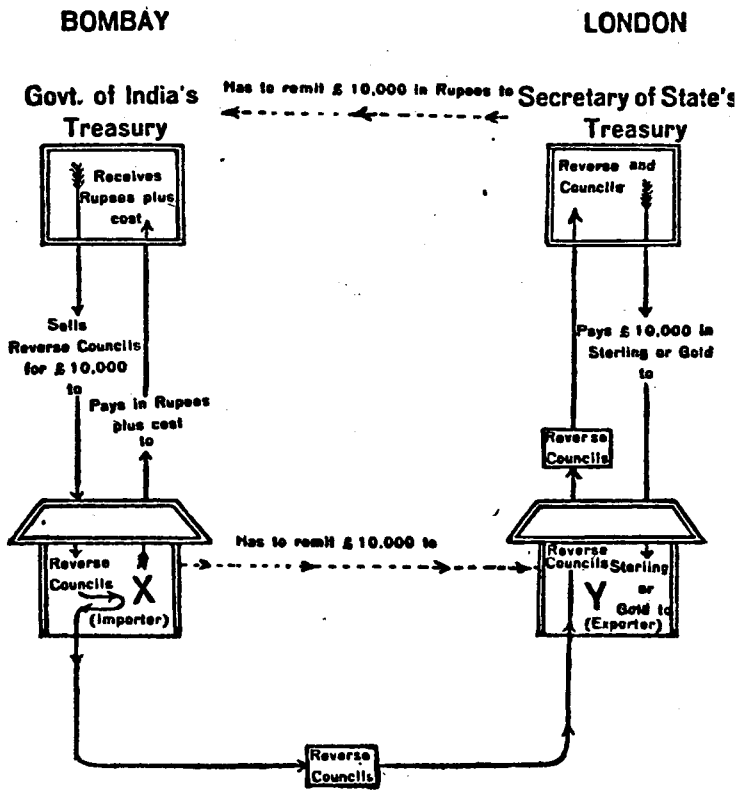 BOMBAY
LONDON
Has to remit £ 10,000 in Rupees to
Govt. of India's
Treasury
Secretary of State's
Treasury
Receives
Rupees plus
cost
Reverse and
Councils
Sells
Reverse Councils
for £ 10,000
to
Pays £ 10,000 in
Sterling or Gold
to
Pays in Rupees
plus cost
to
Reverse
Councils
Has to remit £ 10.000 to
Reverse
Councils
X
(Importer)
Reverse
Councils
Sterling
or
Gold to
Y
(Exporter)
Reverse
Councils